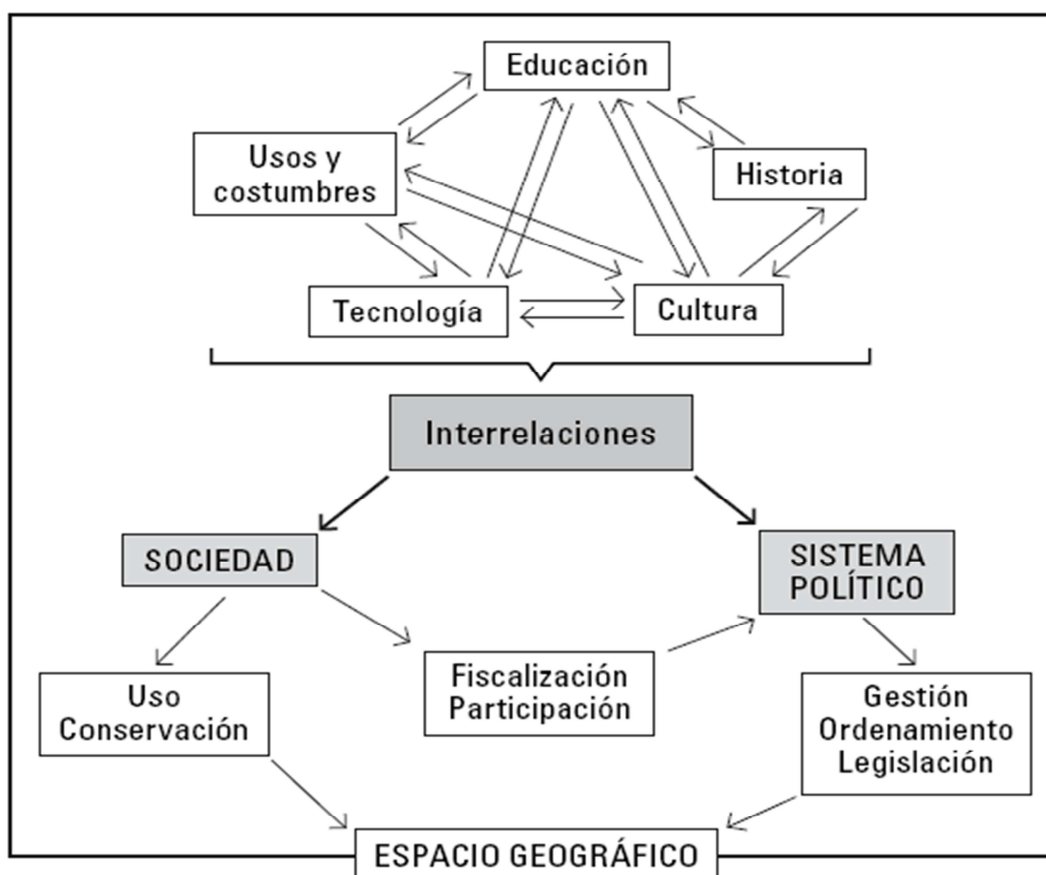 Educación
Usos y
costumbres
Historia
Tecnología
Cultura
Interrelaciones
SOCIEDAD
SISTEMA
POLÍTICO
Fiscalización
Participación
Uso
Conservación
Gestión
Ordenamiento
Legislación
ESPACIO GEOGRÁFICO